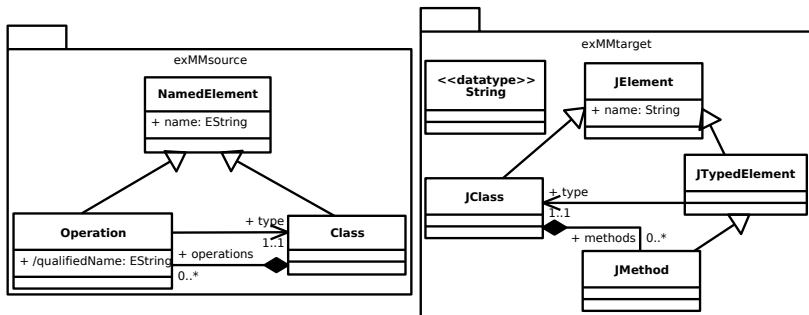 exMMsource
NamedElement
+ name: EString
Operation
+ /qualifiedName: EString
+ type
1..1
+ operations
0..*
Class
exMMtarget
<<datatype>>
String
JElement
+ name: String
JTypedElement
JClass
+ type
1..1
+ methods
0..*
JMethod